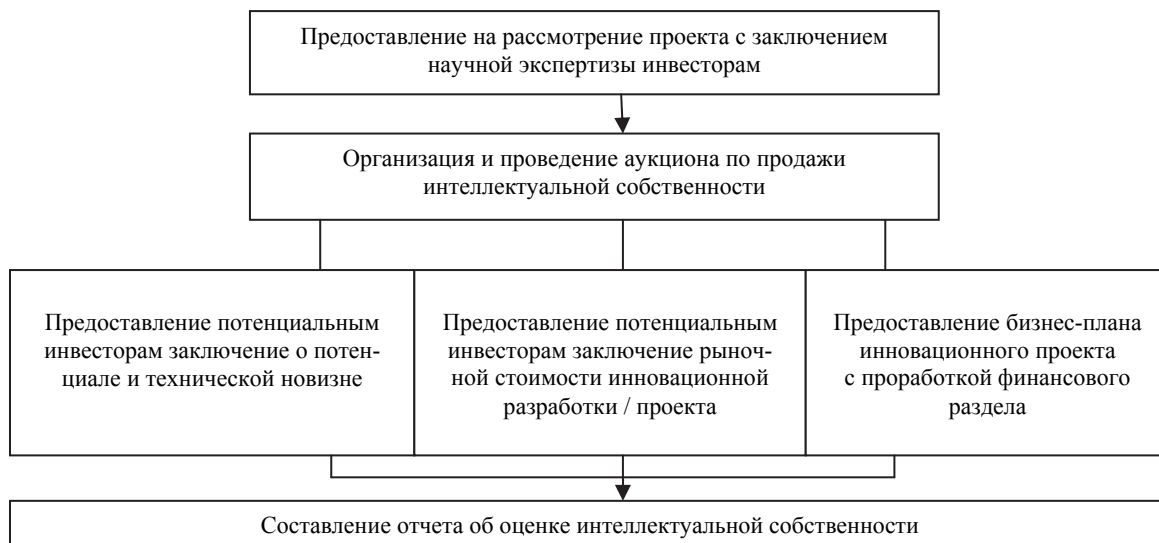 Предоставление на рассмотрение проекта с заключением
научной экспертизы инвесторам
Организация и проведение аукциона по продажи
интеллектуальной собственности
Предоставление потенциальным
инвесторам заключение о потен-
циале и технической новизне
Предоставление потенциальным
инвесторам заключение рыноч-
ной стоимости инновационной
разработки / проекта
Предоставление бизнес-плана
инновационного проекта
с проработкой финансового
раздела
Составление отчета об оценке интеллектуальной собственности